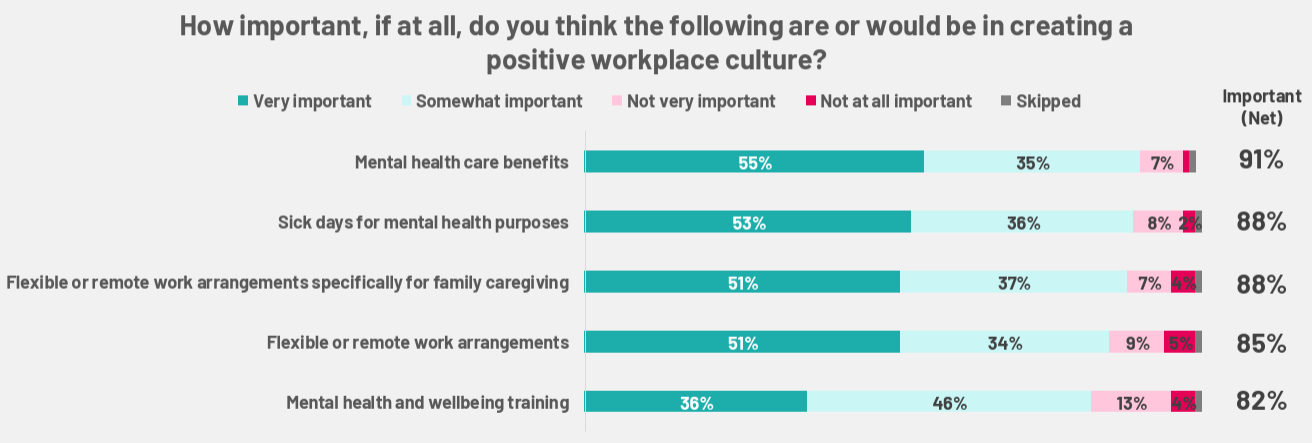 How important, if at all, do you think the following are or would be in creating a
positive workplace culture?
Very important Somewhat important Not very important Not at all important Skipped
Important
(Net)
Mental health care benefits 55% 35% 7% 91%
Sick days for mental health purposes 53% 36% 8% 2% 88%
Flexible or remote work arrangements specifically for family caregiving 51% 37% 7% 4% 88%
Flexible or remote work arrangements 51% 34% 9% 5% 85%
Mental health and wellbeing training 36% 46% 13% 4% 82%